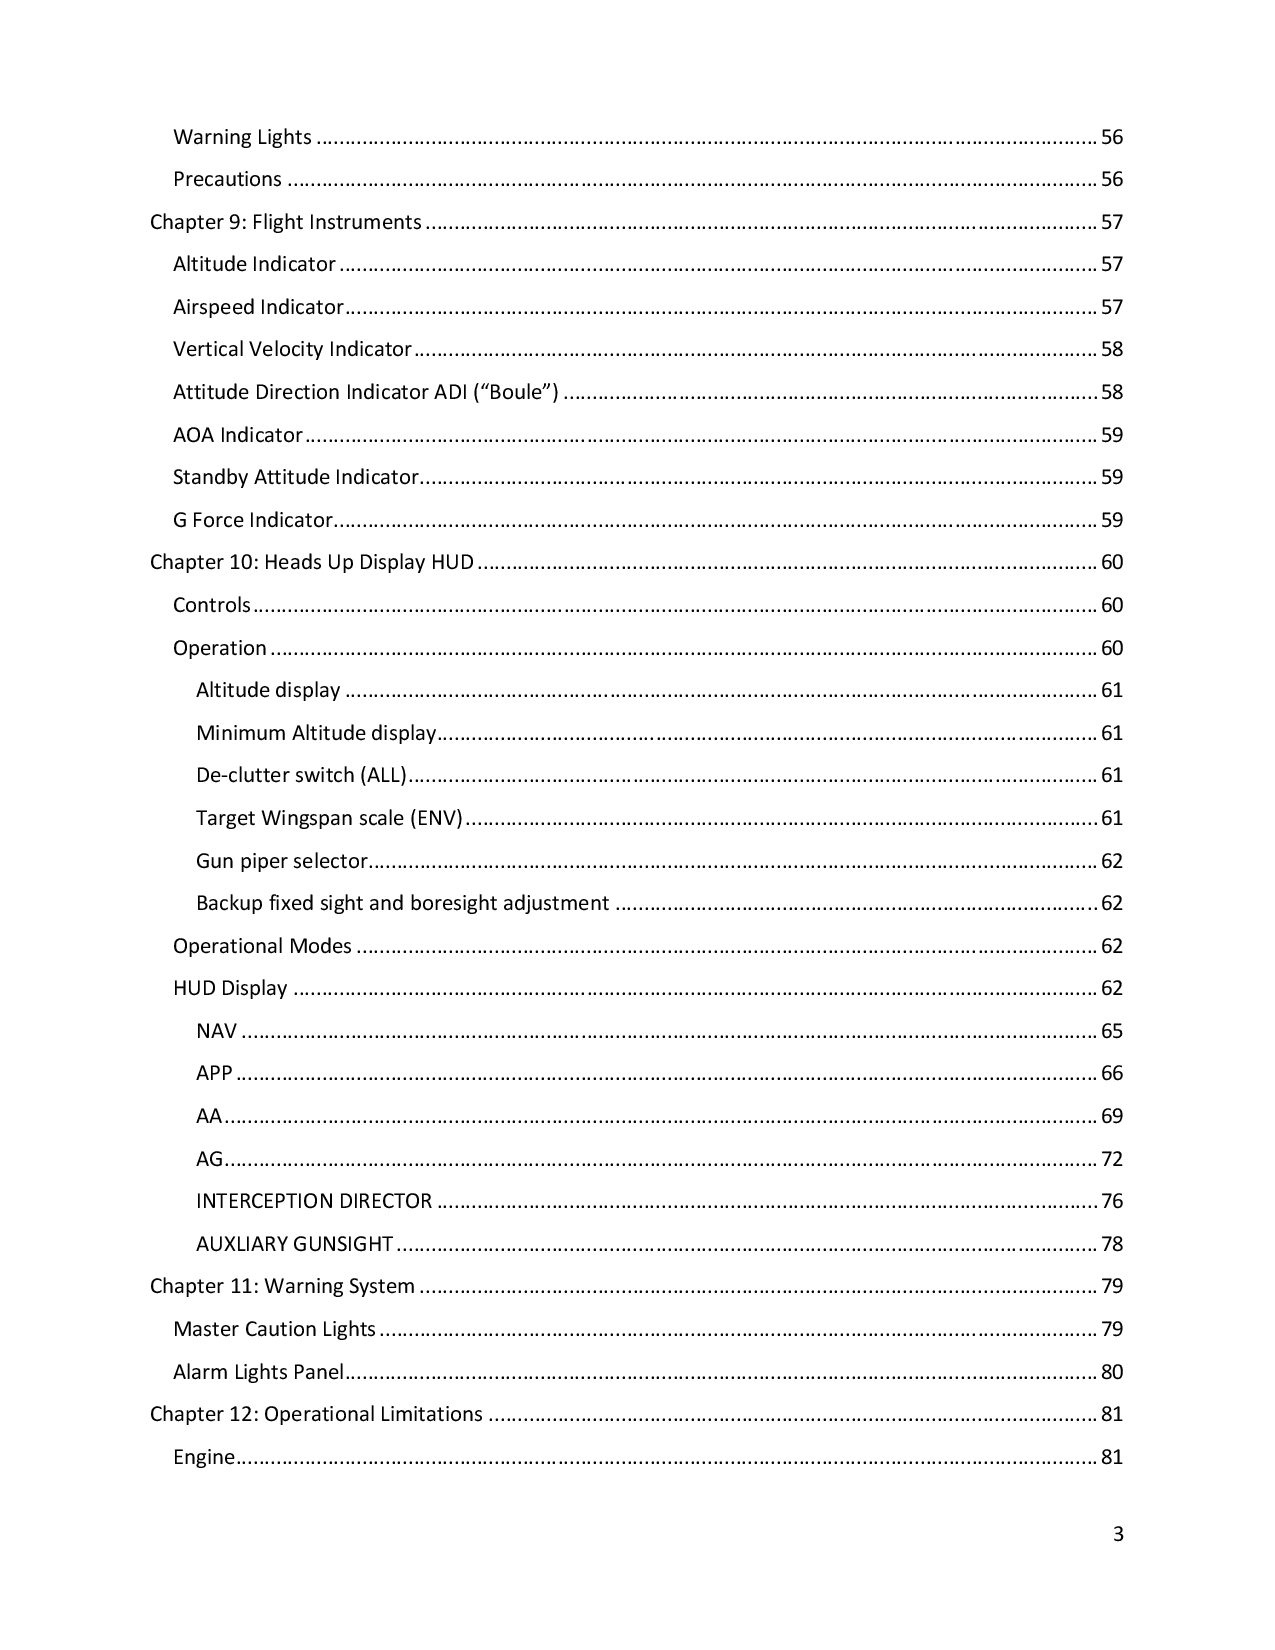 Warning Lights ........................................................................................................................................ 56
Precautions ........................................................................................................................................ 56
Chapter 9: Flight Instruments ........................................................................................................................................ 57
Altitude Indicator ........................................................................................................................................ 57
Airspeed Indicator ........................................................................................................................................ 57
Vertical Velocity Indicator ........................................................................................................................................ 58
Attitude Direction Indicator ADI (“Boule”) ........................................................................................................................................ 58
AOA Indicator ........................................................................................................................................ 59
Standby Attitude Indicator ........................................................................................................................................ 59
G Force Indicator ........................................................................................................................................ 59
Chapter 10: Heads Up Display HUD ........................................................................................................................................ 60
Controls ........................................................................................................................................ 60
Operation ........................................................................................................................................ 60
Altitude display ........................................................................................................................................ 61
Minimum Altitude display ........................................................................................................................................ 61
De-clutter switch (ALL) ........................................................................................................................................ 61
Target Wingspan scale (ENV) ........................................................................................................................................ 61
Gun piper selector ........................................................................................................................................ 62
Backup fixed sight and boresight adjustment ........................................................................................................................................ 62
Operational Modes ........................................................................................................................................ 62
HUD Display ........................................................................................................................................ 62
NAV ........................................................................................................................................ 65
APP ........................................................................................................................................ 66
AA ........................................................................................................................................ 69
AG ........................................................................................................................................ 72
INTERCEPTION DIRECTOR ........................................................................................................................................ 76
AUXLIARY GUNSIGHT ........................................................................................................................................ 78
Chapter 11: Warning System ........................................................................................................................................ 79
Master Caution Lights ........................................................................................................................................ 79
Alarm Lights Panel ........................................................................................................................................ 80
Chapter 12: Operational Limitations ........................................................................................................................................ 81
Engine ........................................................................................................................................ 81
3